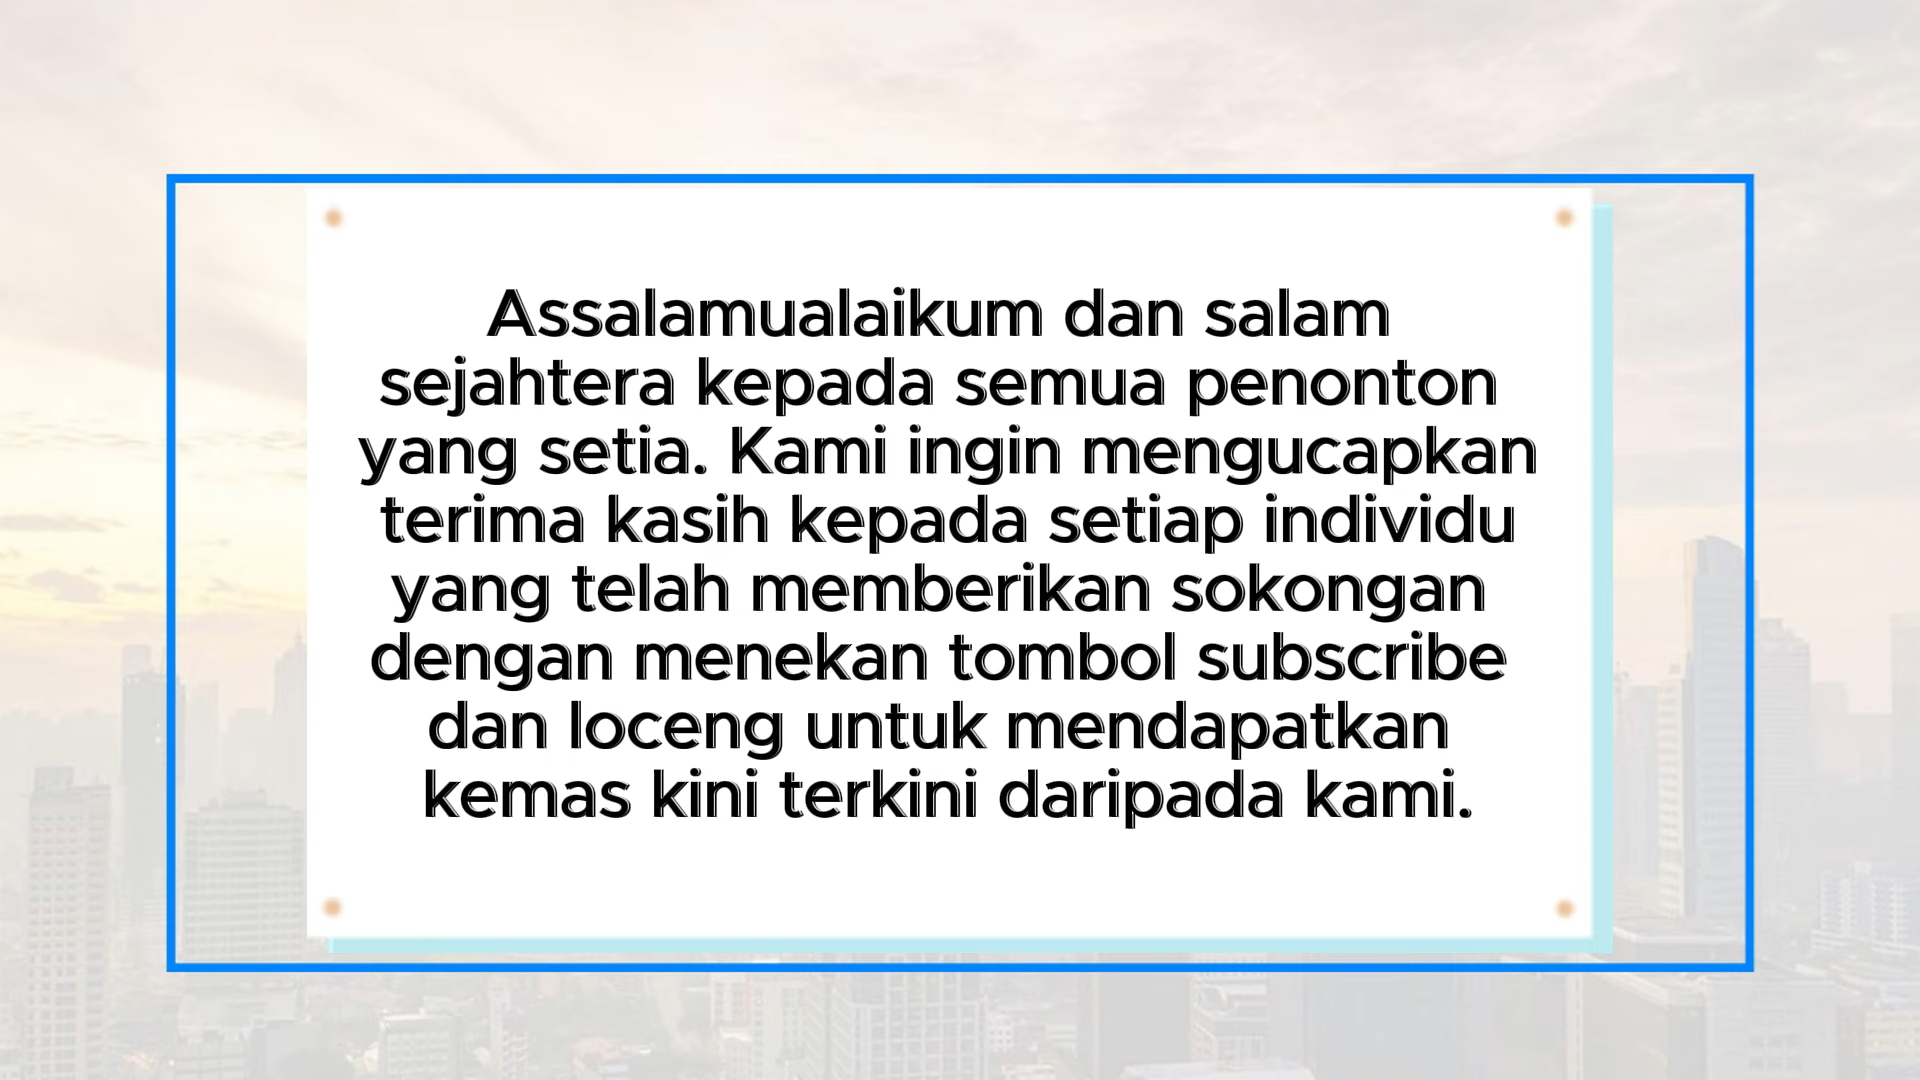 Assalamualaikum dan salam
sejahtera kepada semua penonton
yang setia. Kami ingin mengucapkan
terima kasih kepada setiap individu
yang telah memberikan sokongan
dengan menekan tombol subscribe
dan loceng untuk mendapatkan
kemas kini terkini daripada kami.